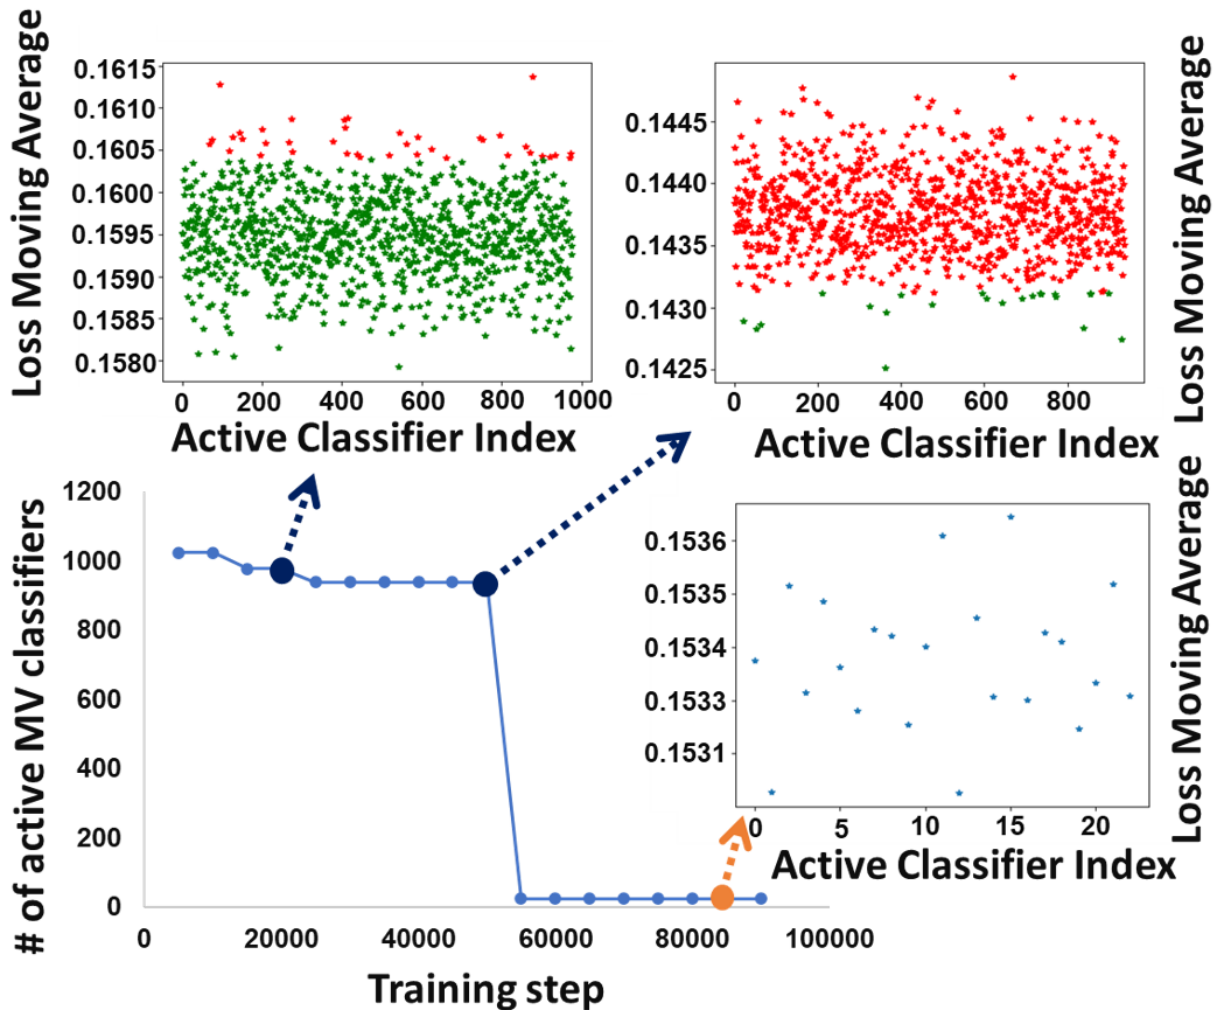 Loss Moving Average
0.1615
0.1610
0.1605
0.1600
0.1595
0.1590
0.1585
0.1580
0 200 400 600 800 1000
Active Classifier Index
0.1445
0.1440
0.1435
0.1430
0.1425
0 200 400 600 800
Active Classifier Index
Loss Moving Average
# of active MV classifiers
1200
1000
800
600
400
200
0
0 20000 40000 60000 80000 100000
Training step
0.1536
0.1535
0.1534
0.1533
0.1531
0 5 10 15 20
Active Classifier Index
Loss Moving Average